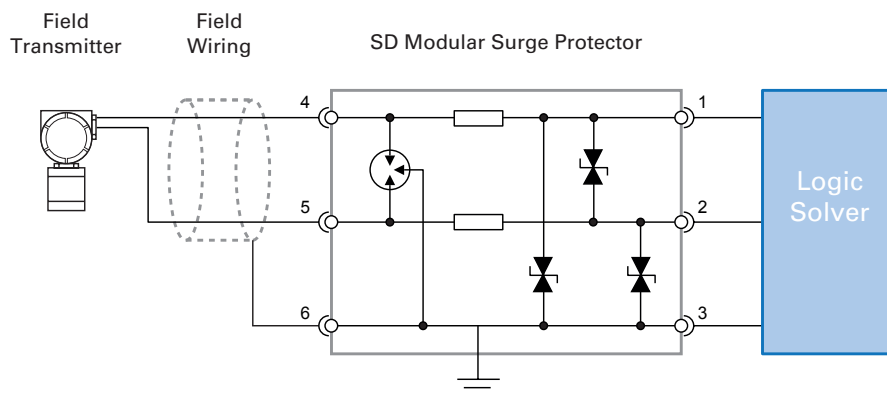 Field
Transmitter
Field
Wiring
SD Modular Surge Protector
4
1
5
2
6
3
Logic
Solver